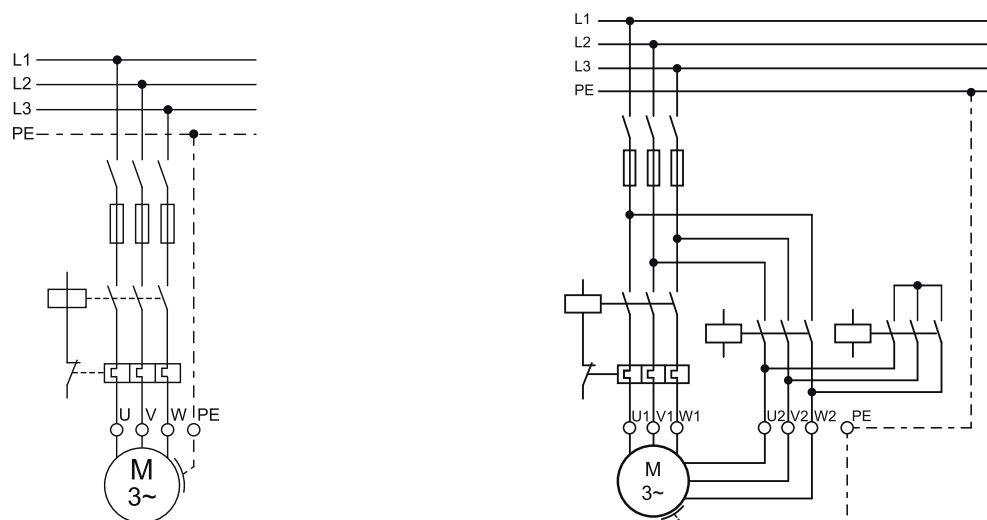 L1
L2
L3
PE
U V W PE
M
3~
L1
L2
L3
PE
U1 V1 W1 U2 V2 W2 PE
M
3~